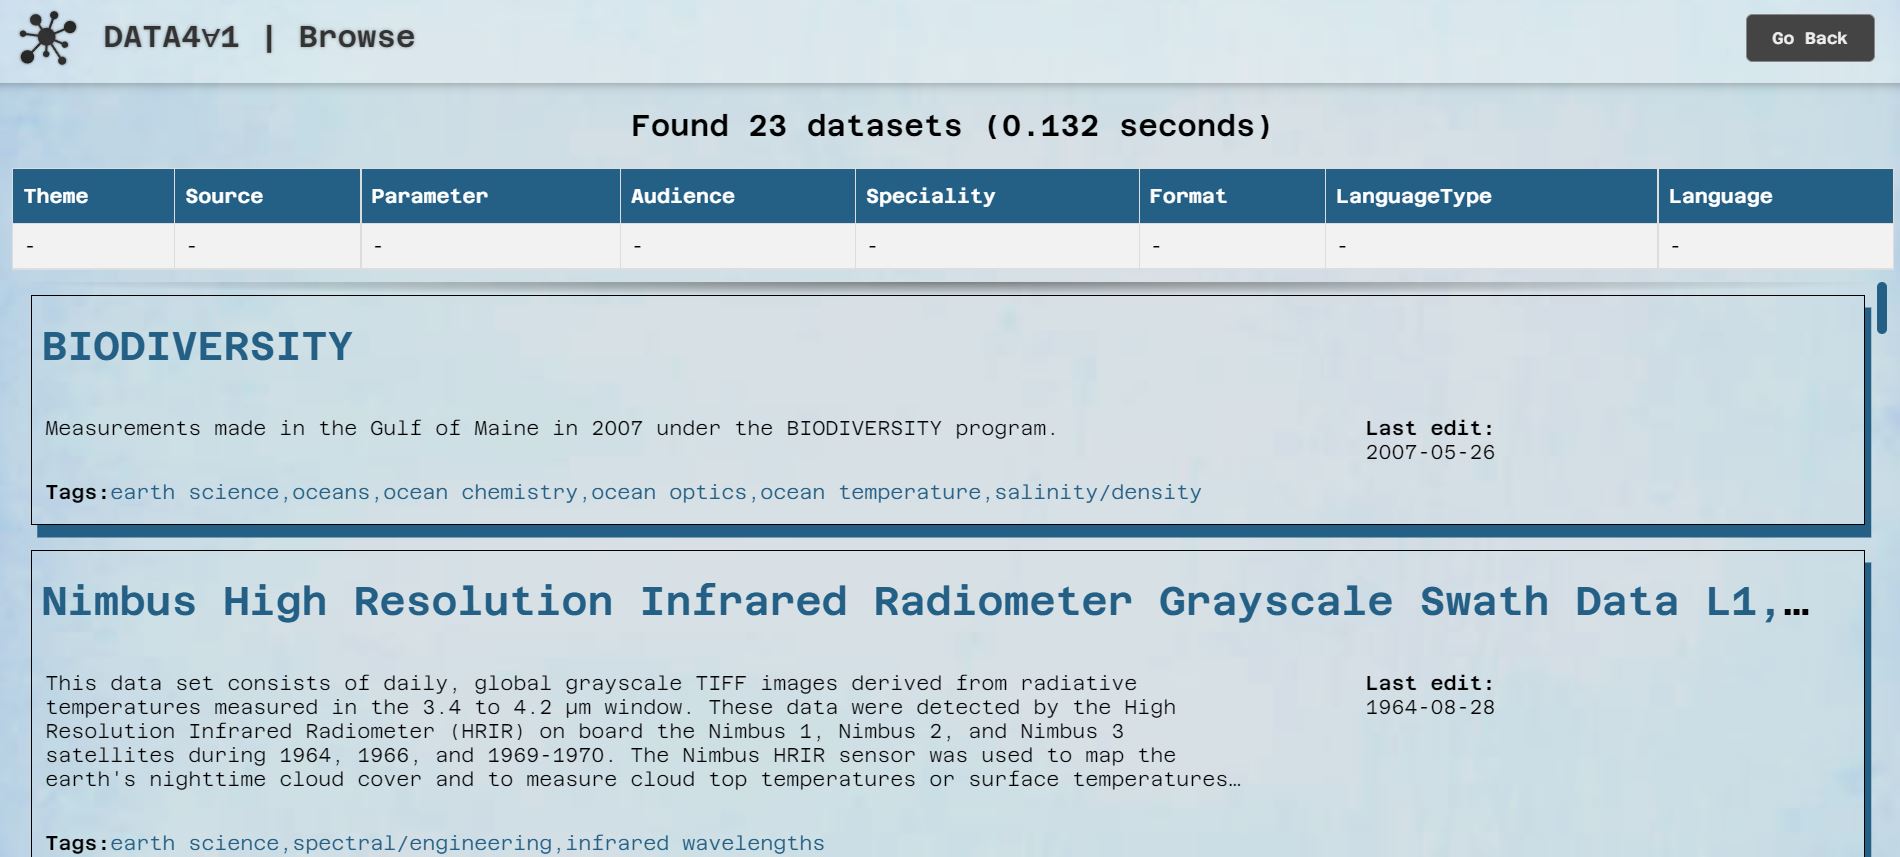 DATA4∀1 | Browse
Go Back
Found 23 datasets (0.132 seconds)
Theme Source Parameter Audience Speciality Format LanguageType Language
- - - - - - - -
BIODIVERSITY
Measurements made in the Gulf of Maine in 2007 under the BIODIVERSITY program.
Last edit:
2007-05-26
Tags:earth science,oceans,ocean chemistry,ocean optics,ocean temperature,salinity/density
Nimbus High Resolution Infrared Radiometer Grayscale Swath Data L1,…
This data set consists of daily, global grayscale TIFF images derived from radiative
temperatures measured in the 3.4 to 4.2 µm window. These data were detected by the High
Resolution Infrared Radiometer (HRIR) on board the Nimbus 1, Nimbus 2, and Nimbus 3
satellites during 1964, 1966, and 1969-1970. The Nimbus HRIR sensor was used to map the
earth's nighttime cloud cover and to measure cloud top temperatures or surface temperatures…
Last edit:
1964-08-28
Tags:earth science,spectral/engineering,infrared wavelengths